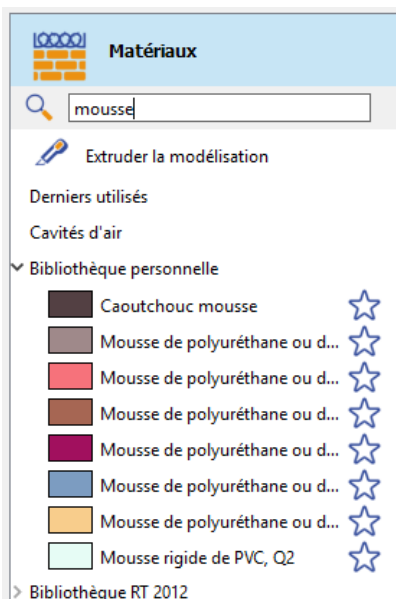 Matériaux
mousse
Extruder la modélisation
Derniers utilisés
Cavités d'air
Bibliothèque personnelle
Caoutchouc mousse
Mousse de polyuréthane ou d...
Mousse de polyuréthane ou d...
Mousse de polyuréthane ou d...
Mousse de polyuréthane ou d...
Mousse de polyuréthane ou d...
Mousse de polyuréthane ou d...
Mousse rigide de PVC, Q2
Bibliothèque RT 2012